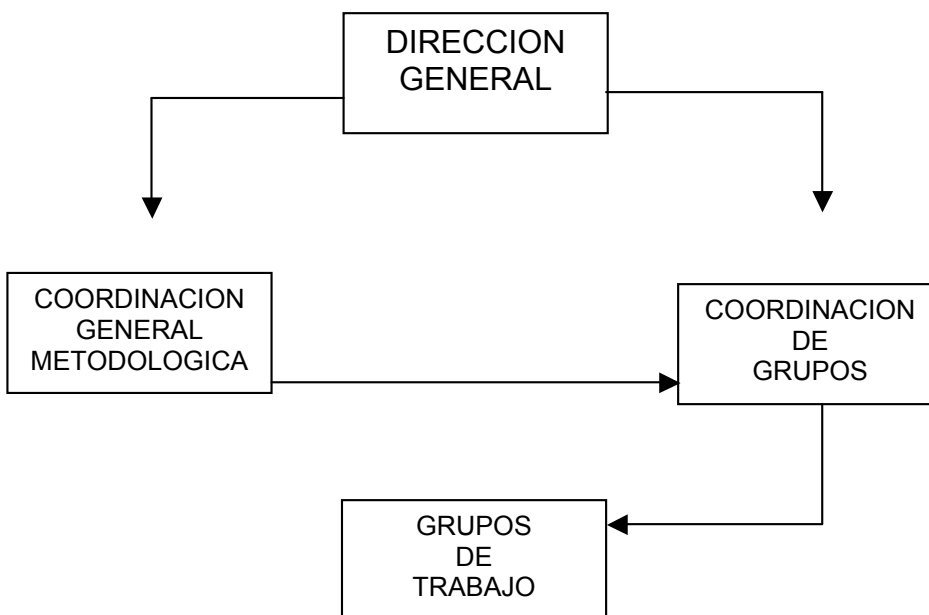 DIRECCION
GENERAL
COORDINACION
GENERAL
METODOLOGICA
COORDINACION
DE
GRUPOS
GRUPOS
DE
TRABAJO